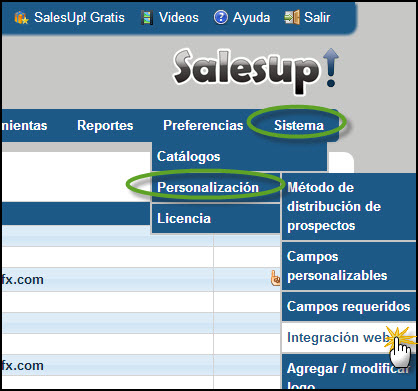 SalesUp! Gratis Videos Ayuda Salir
Salesup!
mientas Reportes Preferencias Sistema
Catálogos
Personalización
Licencia
Método de
distribución de
prospectos
Campos
personalizables
Campos requeridos
Integración web
Agregar / modificar
logo
fx.com
fx.com